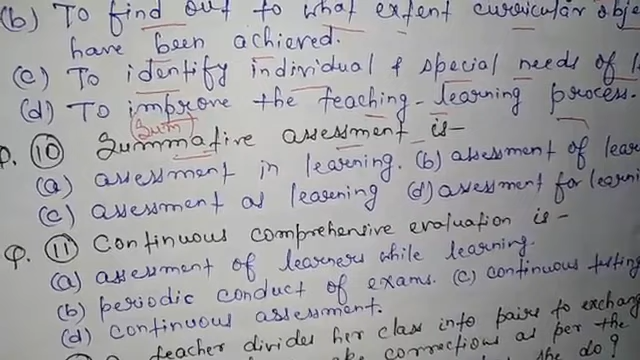 (b) To find out to what extent curricular obje
have been achieved.
(c) To identify individual & special needs of
(d) To improve the teaching-learning process.
(Sum)
Q. (10) Summative assessment is-
(a) assessment in learning. (b) assessment of lear
(c) assessment as learning (d) assessment for learni
Q. (11) Continuous comprehensive evaluation is -
(a) assesment of learners while learning.
(b) periodic conduct of exams. (c) continuous testing
(d) continuous assessment.
teacher divides her class into pairs to exchang
corrections as per the
do?